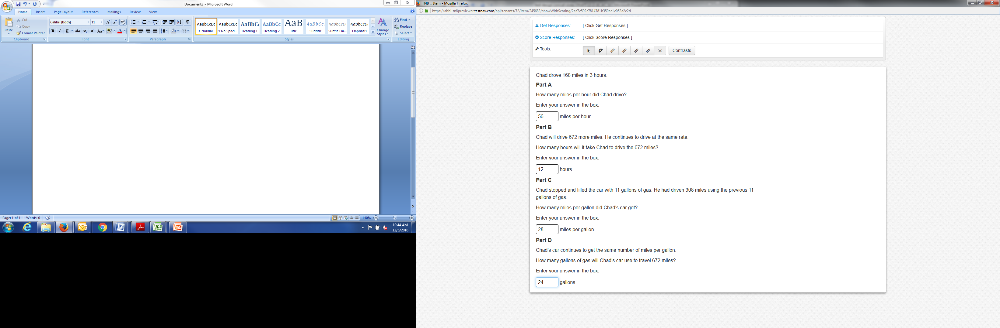 Document3 - Microsoft Word
Home Insert Page Layout References Mailings Review View
Paste
Cut
Copy
Format Painter
Clipboard
Calibri (Body) 11
Font
Paragraph
AaBbCcDc AaBbCcDc AaBbC AaBbCc AaB AaBbCc. AaBbCcDc AaBbCcDc
¶ Normal ¶ No Spaci... Heading 1 Heading 2 Title Subtitle Subtle Em... Emphasis
Change
Styles
Styles
Find
Replace
Select
Editing
Page: 1 of 1 Words: 0
140%
10:44 AM
12/5/2016
TN8 ::: Item - Mozilla Firefox
https://abbi-tn8previewer.testnav.com/api/tenants/72/item/245683/showWithScoring/2ea7c592e7814781b350ac1c053a2e2d
Get Responses: [ Click Get Responses ]
Score Responses: [ Click Score Responses ]
Tools: Contrasts
Chad drove 168 miles in 3 hours.
Part A
How many miles per hour did Chad drive?
Enter your answer in the box.
56 miles per hour
Part B
Chad will drive 672 more miles. He continues to drive at the same rate.
How many hours will it take Chad to drive the 672 miles?
Enter your answer in the box.
12 hours
Part C
Chad stopped and filled the car with 11 gallons of gas. He had driven 308 miles using the previous 11
gallons of gas.
How many miles per gallon did Chad's car get?
Enter your answer in the box.
28 miles per gallon
Part D
Chad's car continues to get the same number of miles per gallon.
How many gallons of gas will Chad's car use to travel 672 miles?
Enter your answer in the box.
24 gallons